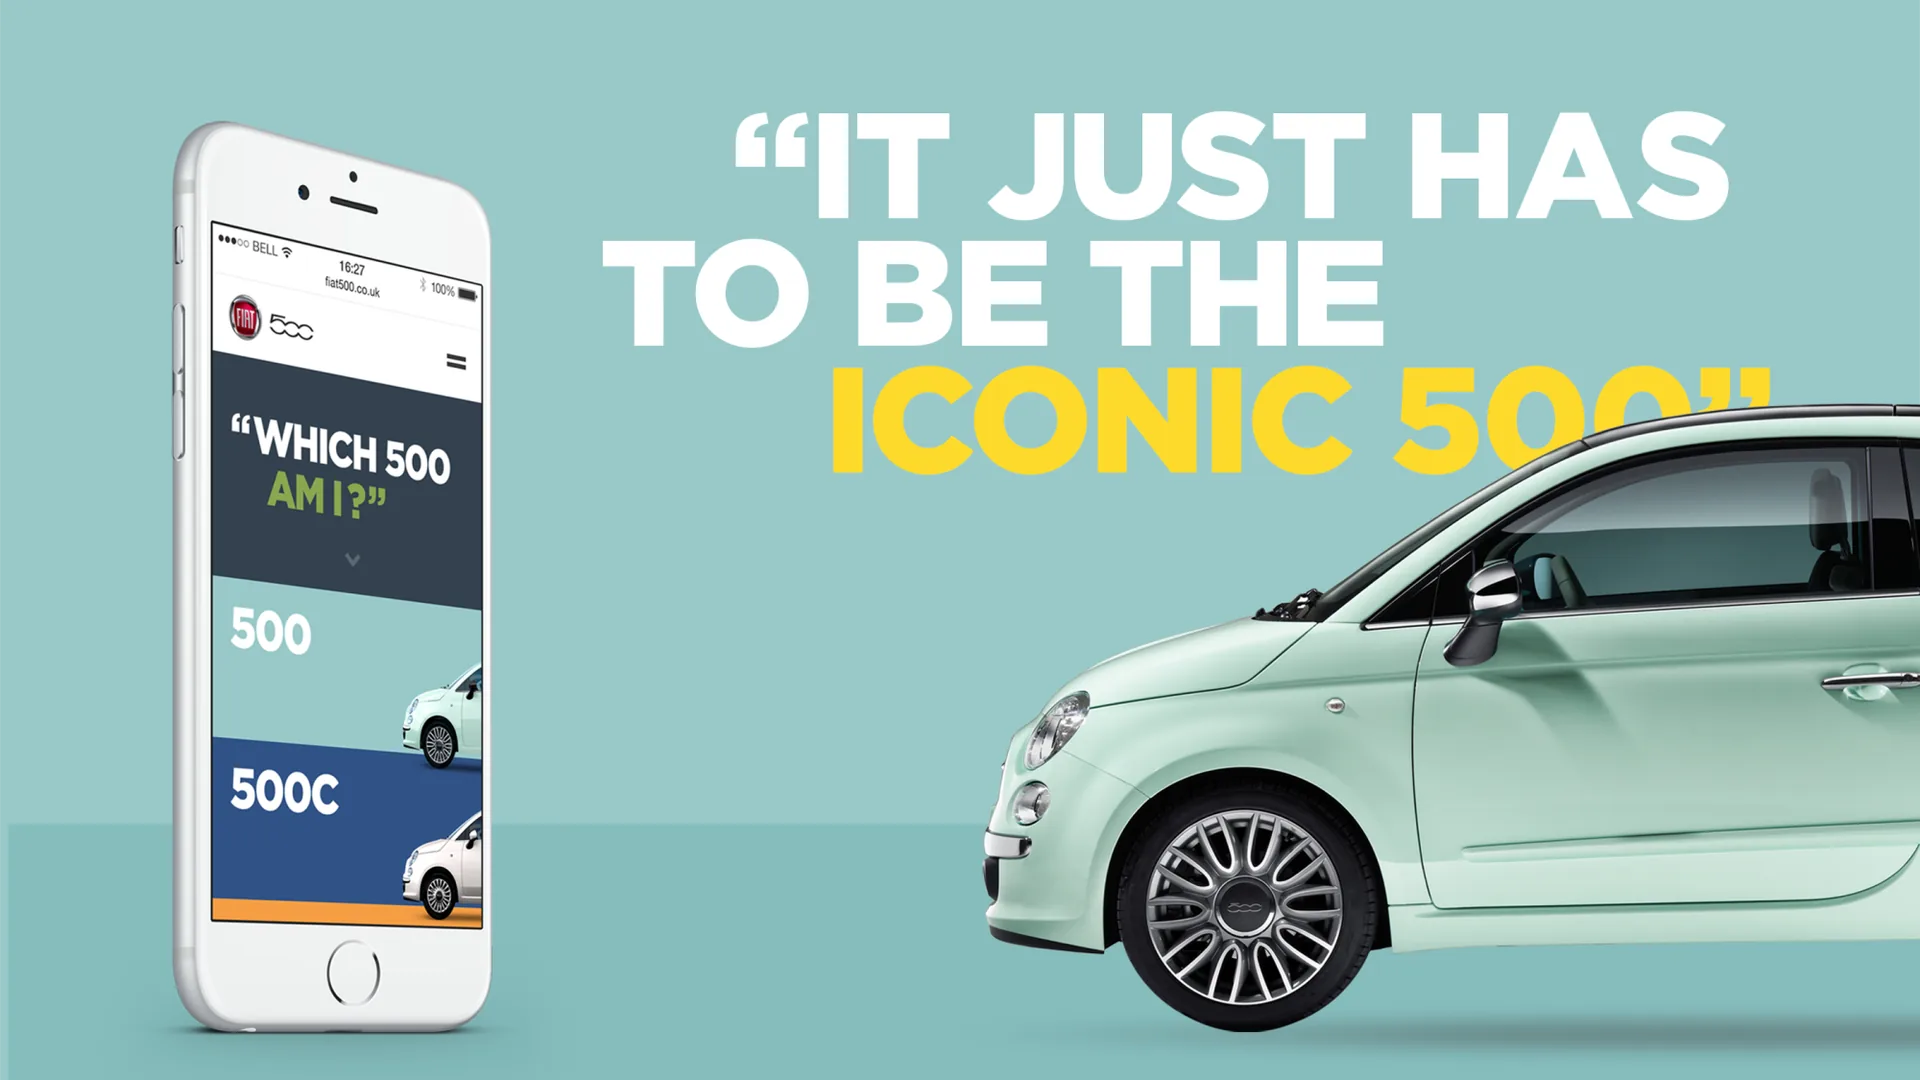 “IT JUST HAS
TO BE THE
ICONIC 500”
BELL
16:27
100%
fiat500.co.uk
FIAT 500
“WHICH 500
AM I?”
500
500C
500